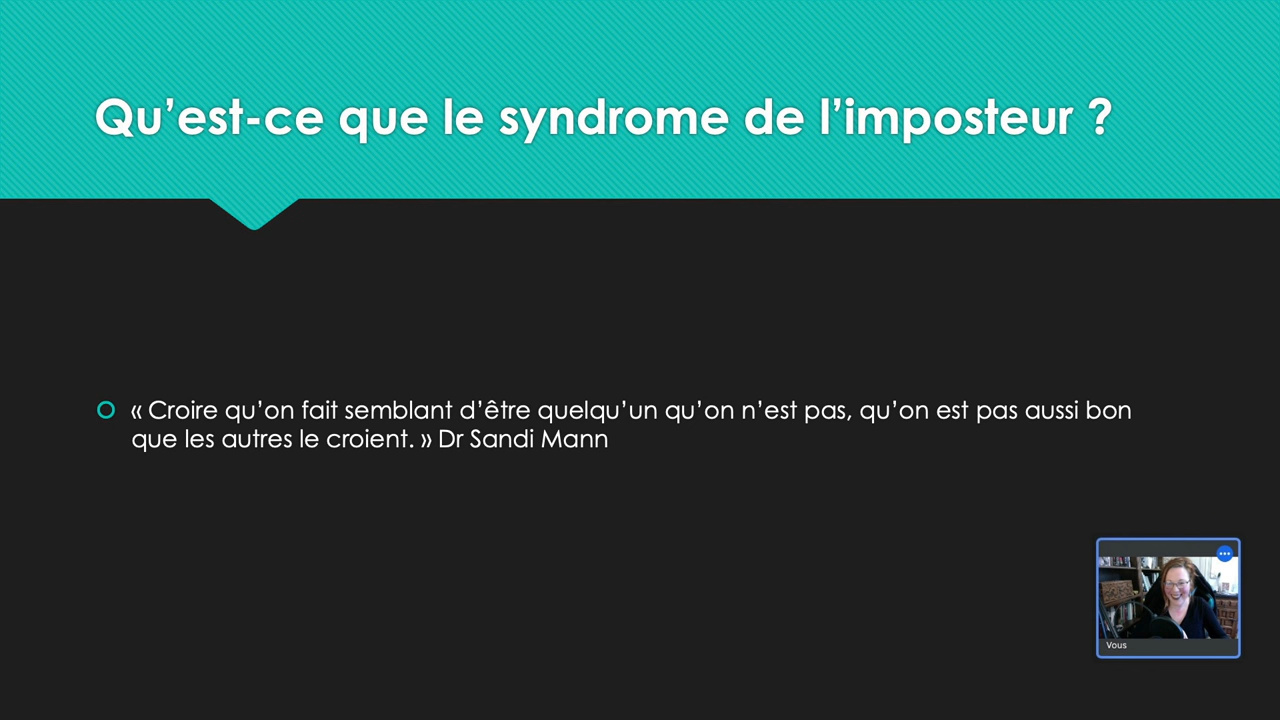 Qu’est-ce que le syndrome de l’imposteur ?
« Croire qu’on fait semblant d’être quelqu’un qu’on n’est pas, qu’on est pas aussi bon
que les autres le croient. » Dr Sandi Mann
Vous